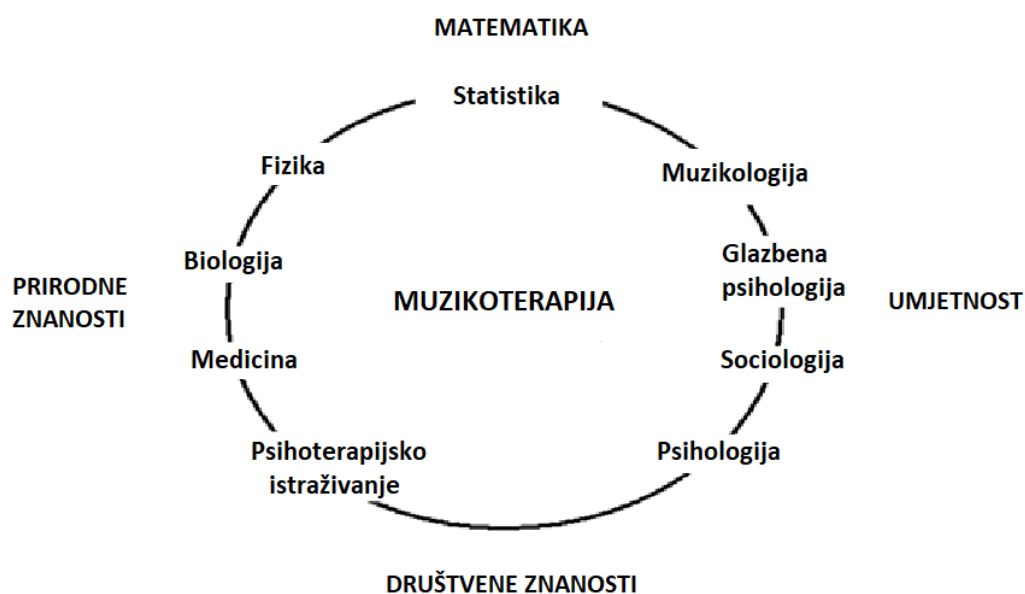 MATEMATIKA
Statistika
Fizika
Muzikologija
Biologija
Glazbena
psihologija
PRIRODNE
ZNANOSTI
MUZIKOTERAPIJA
UMJETNOST
Medicina
Sociologija
Psihoterapijsko
istraživanje
Psihologija
DRUŠTVENE ZNANOSTI